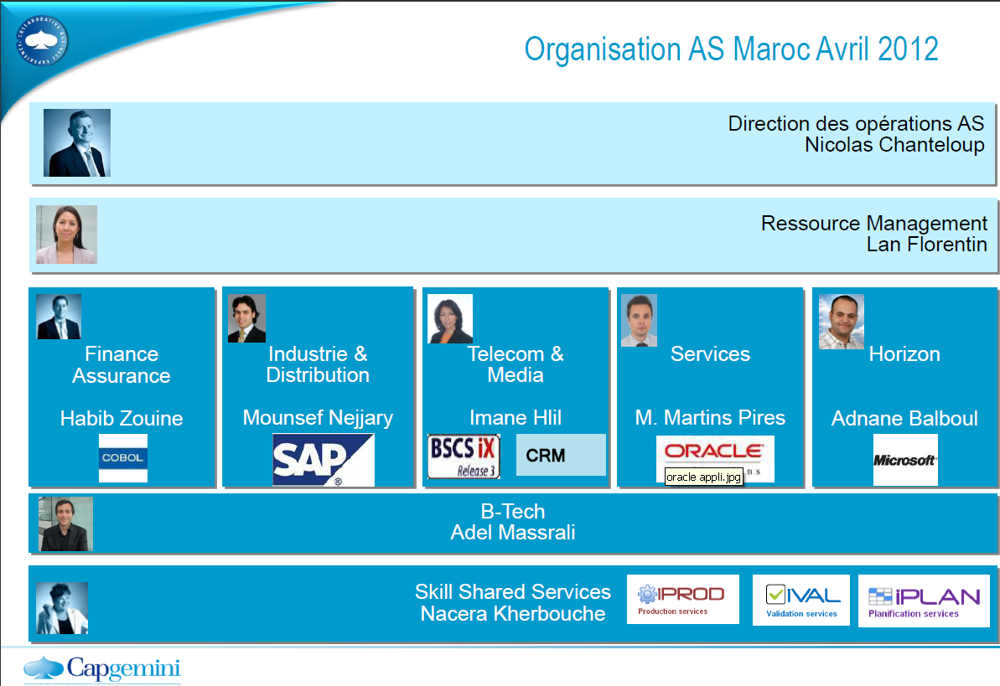 COLLABORATIVE BUSINESS EXPERIENCE
Organisation AS Maroc Avril 2012
Direction des opérations AS
Nicolas Chanteloup
Ressource Management
Lan Florentin
Finance
Assurance
Habib Zouine
COBOL
Industrie &
Distribution
Mounsef Nejjary
SAP
®
Telecom &
Media
Imane Hlil
BSCS iX
Release 3
CRM
Services
M. Martins Pires
ORACLE®
oracle appli.jpg
Horizon
Adnane Balboul
Microsoft
B-Tech
Adel Massrali
Skill Shared Services
Nacera Kherbouche
IPROD
Production services
iVAL
Validation services
iPLAN
Planification services
Capgemini